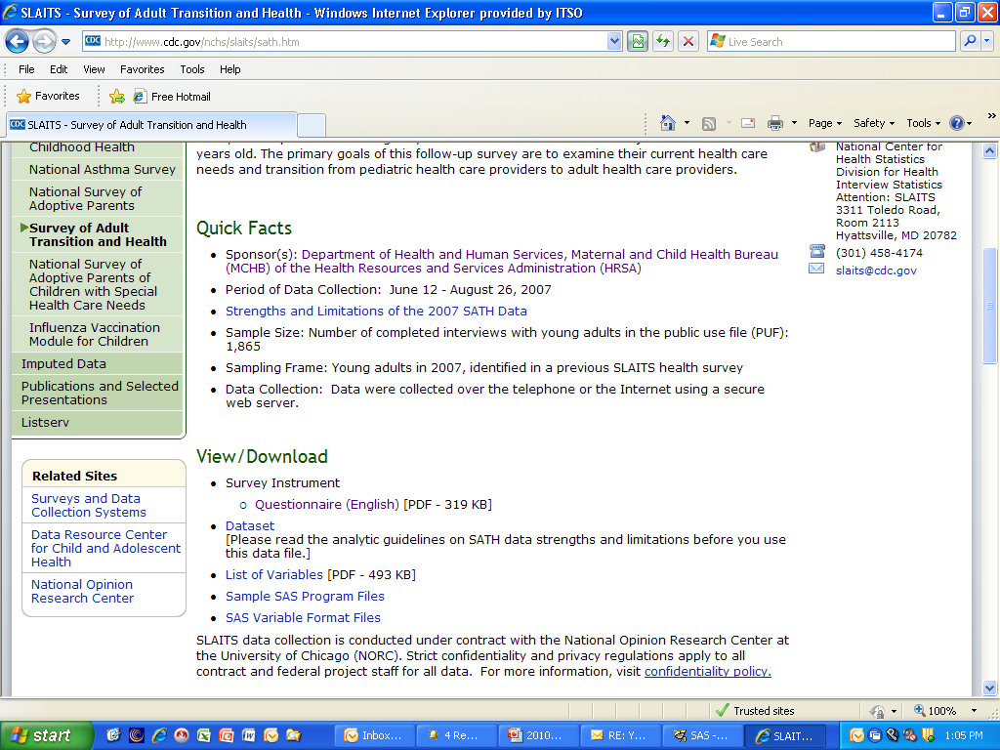 SLAITS - Survey of Adult Transition and Health - Windows Internet Explorer provided by ITSO
CDC http://www.cdc.gov/nchs/slaits/sath.htm
Live Search
File Edit View Favorites Tools Help
Favorites Free Hotmail
CDC SLAITS - Survey of Adult Transition and Health
Page Safety Tools
Childhood Health
National Asthma Survey
National Survey of
Adoptive Parents
Survey of Adult
Transition and Health
National Survey of
Adoptive Parents of
Children with Special
Health Care Needs
Influenza Vaccination
Module for Children
Imputed Data
Publications and Selected
Presentations
Listserv
Related Sites
Surveys and Data
Collection Systems
Data Resource Center
for Child and Adolescent
Health
National Opinion
Research Center
years old. The primary goals of this follow-up survey are to examine their current health care
needs and transition from pediatric health care providers to adult health care providers.
Quick Facts
• Sponsor(s): Department of Health and Human Services, Maternal and Child Health Bureau
(MCHB) of the Health Resources and Services Administration (HRSA)
• Period of Data Collection: June 12 - August 26, 2007
• Strengths and Limitations of the 2007 SATH Data
• Sample Size: Number of completed interviews with young adults in the public use file (PUF):
1,865
• Sampling Frame: Young adults in 2007, identified in a previous SLAITS health survey
• Data Collection: Data were collected over the telephone or the Internet using a secure
web server.
View/Download
• Survey Instrument
o Questionnaire (English) [PDF - 319 KB]
• Dataset
[Please read the analytic guidelines on SATH data strengths and limitations before you use
this data file.]
• List of Variables [PDF - 493 KB]
• Sample SAS Program Files
• SAS Variable Format Files
SLAITS data collection is conducted under contract with the National Opinion Research Center at
the University of Chicago (NORC). Strict confidentiality and privacy regulations apply to all
contract and federal project staff for all data. For more information, visit confidentiality policy.
National Center for
Health Statistics
Division for Health
Interview Statistics
Attention: SLAITS
3311 Toledo Road,
Room 2113
Hyattsville, MD 20782
(301) 458-4174
slaits@cdc.gov
Trusted sites 100%
start Inbox... 4 Re... 2010... RE: Y... SAS -... SLAIT... 1:05 PM